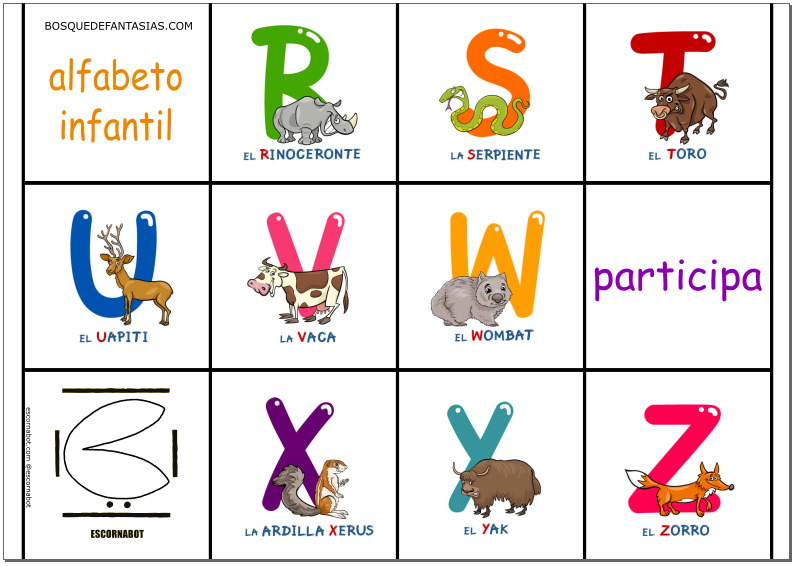 BOSQUEDEFANTASIAS.COM
alfabeto
infantil
R
EL RINOCERONTE
S
LA SERPIENTE
T
EL TORO
U
EL UAPITI
V
LA VACA
W
EL WOMBAT
participa
escornabot.com @escornabot
ESCORNABOT
X
LA ARDILLA XERUS
Y
EL YAK
Z
EL ZORRO